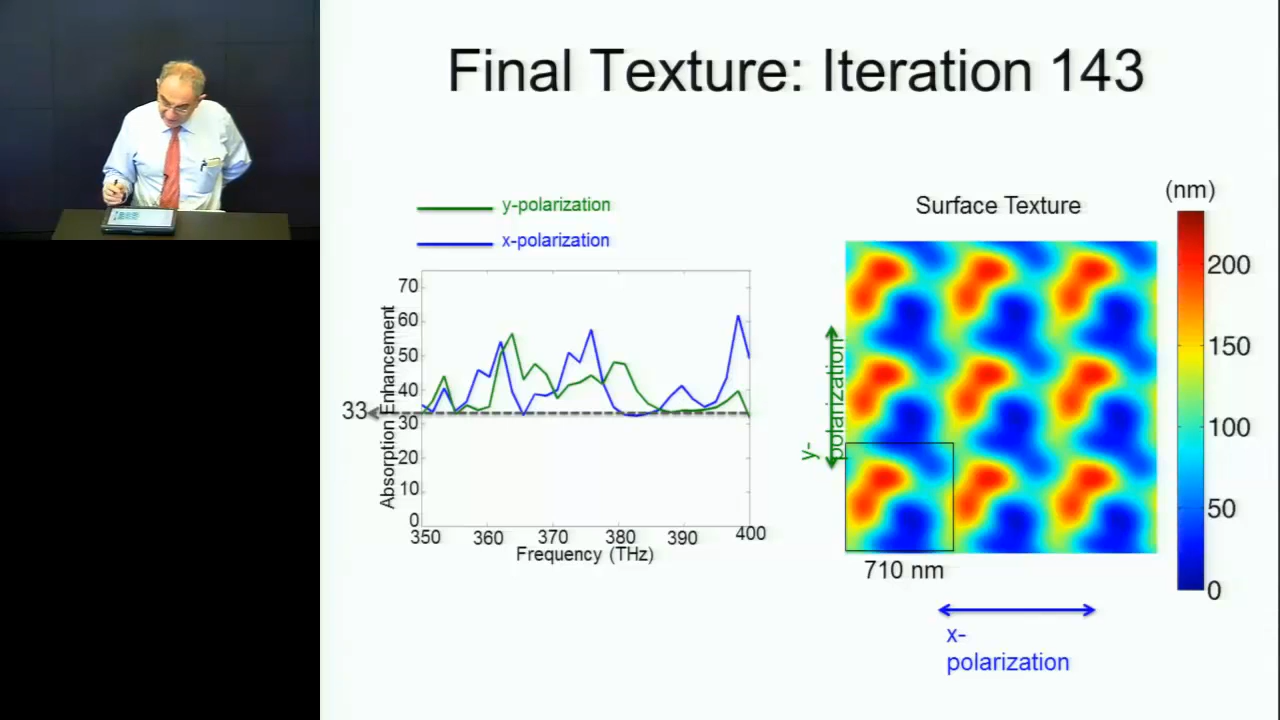 Final Texture: Iteration 143
y-polarization
x-polarization
70
60
50
40
30
20
10
0
33
Absorption Enhancement
350 360 370 380 390 400
Frequency (THz)
Surface Texture
(nm)
200
150
100
50
0
y-
polarization
710 nm
x-
polarization